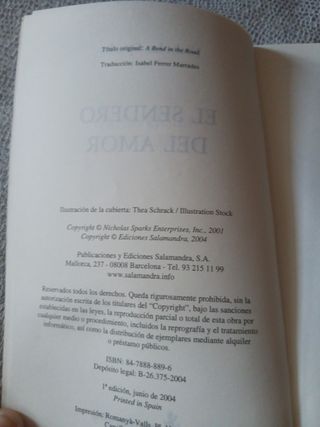 Título original: A Bend in the Road
Traducción: Isabel Ferrer Marrades
EL SENDERO
DEL AMOR
Ilustración de la cubierta: Thea Schrack / Illustration Stock
Copyright © Nicholas Sparks Enterprises, Inc., 2001
Copyright © Ediciones Salamandra, 2004
Publicaciones y Ediciones Salamandra, S.A.
Mallorca, 237 - 08008 Barcelona - Tel. 93 215 11 99
www.salamandra.info
Reservados todos los derechos. Queda rigurosamente prohibida, sin la
autorización escrita de los titulares del "Copyright", bajo las sanciones
establecidas en las leyes, la reproducción parcial o total de esta obra por
cualquier medio o procedimiento, incluidos la reprografía y el tratamiento
informático, así como la distribución de ejemplares mediante alquiler
o préstamo públicos.
ISBN: 84-7888-889-6
Depósito legal: B-26.375-2004
1ª edición, junio de 2004
Printed in Spain
Impresión: Romanyà-Valls,